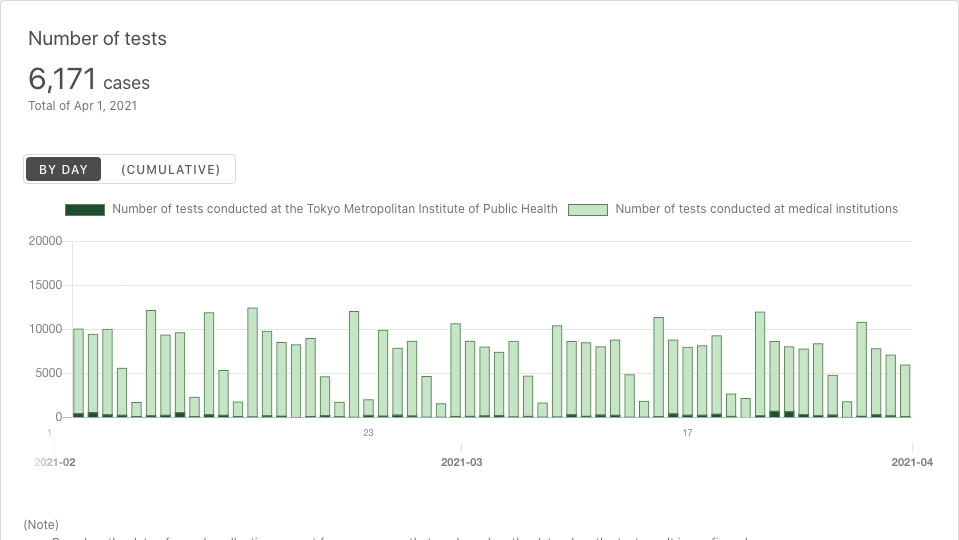 Number of tests
6,171 cases
Total of Apr 1, 2021
BY DAY (CUMULATIVE)
Number of tests conducted at the Tokyo Metropolitan Institute of Public Health Number of tests conducted at medical institutions
20000
15000
10000
5000
0
1 23 17
2021-02 2021-03 2021-04
(Note)